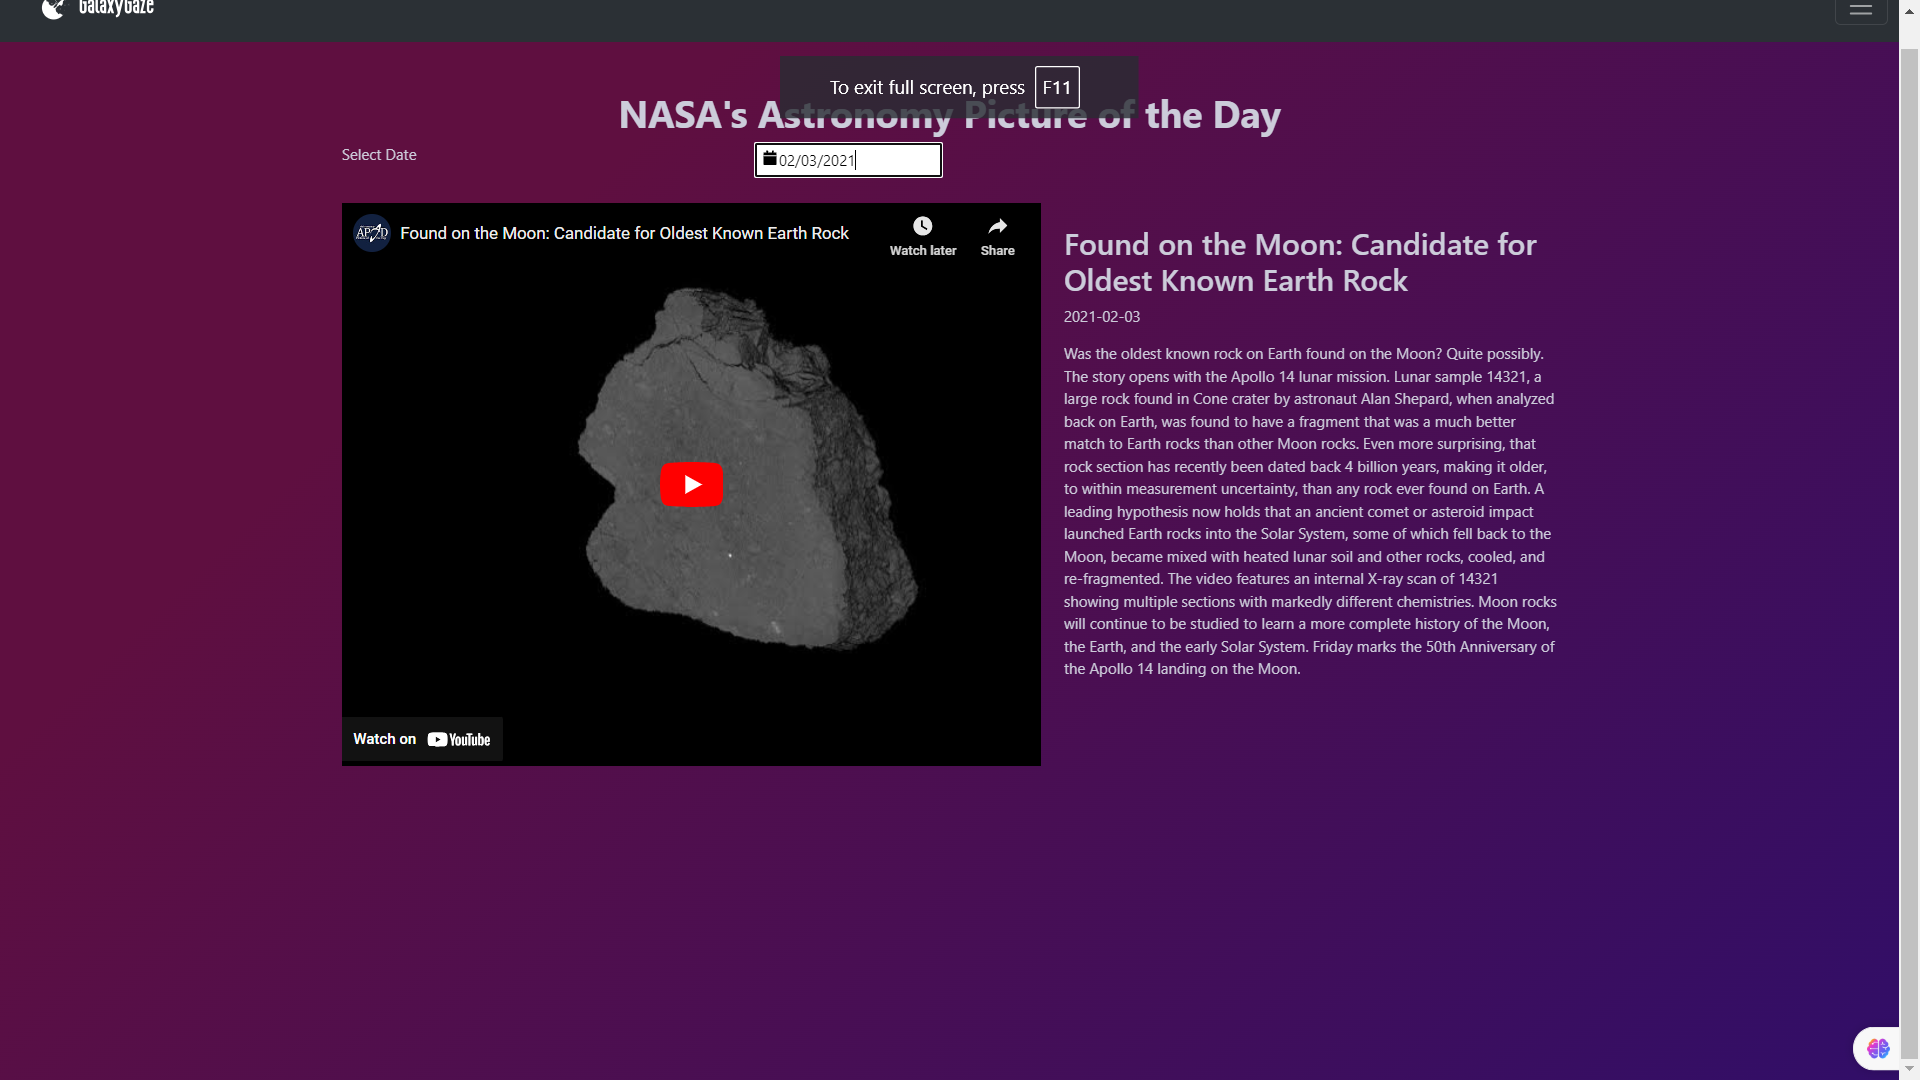 GalaxyGaze
To exit full screen, press F11
NASA's Astronomy Picture of the Day
Select Date
02/03/2021
APOD
Found on the Moon: Candidate for Oldest Known Earth Rock
Watch later
Share
Watch on YouTube
Found on the Moon: Candidate for
Oldest Known Earth Rock
2021-02-03
Was the oldest known rock on Earth found on the Moon? Quite possibly.
The story opens with the Apollo 14 lunar mission. Lunar sample 14321, a
large rock found in Cone crater by astronaut Alan Shepard, when analyzed
back on Earth, was found to have a fragment that was a much better
match to Earth rocks than other Moon rocks. Even more surprising, that
rock section has recently been dated back 4 billion years, making it older,
to within measurement uncertainty, than any rock ever found on Earth. A
leading hypothesis now holds that an ancient comet or asteroid impact
launched Earth rocks into the Solar System, some of which fell back to the
Moon, became mixed with heated lunar soil and other rocks, cooled, and
re-fragmented. The video features an internal X-ray scan of 14321
showing multiple sections with markedly different chemistries. Moon rocks
will continue to be studied to learn a more complete history of the Moon,
the Earth, and the early Solar System. Friday marks the 50th Anniversary of
the Apollo 14 landing on the Moon.